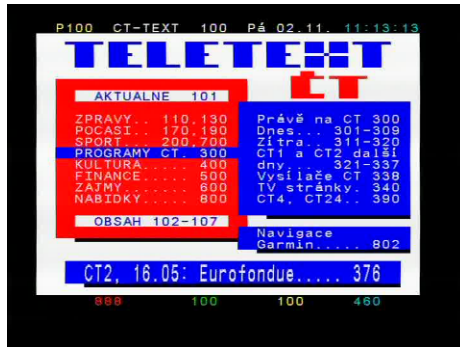 P100 CT-TEXT 100 Pá 02.11. 11:13:13
TELETEXT
ČT
AKTUALNE 101
ZPRAVY.. 110,130
POCASI.. 170,190
SPORT... 200,700
PROGRAMY CT. 300
KULTURA..... 400
FINANCE..... 500
ZAJMY....... 600
NABIDKY..... 800
OBSAH 102-107
Právě na CT 300
Dnes... 301-309
Zítra.. 311-320
CT1 a CT2 další
dny.... 321-337
Vysílače CT 338
TV stránky. 340
CT4, CT24.. 390
Navigace
Garmin..... 802
CT2, 16.05: Eurofondue..... 376
888 100 100 460